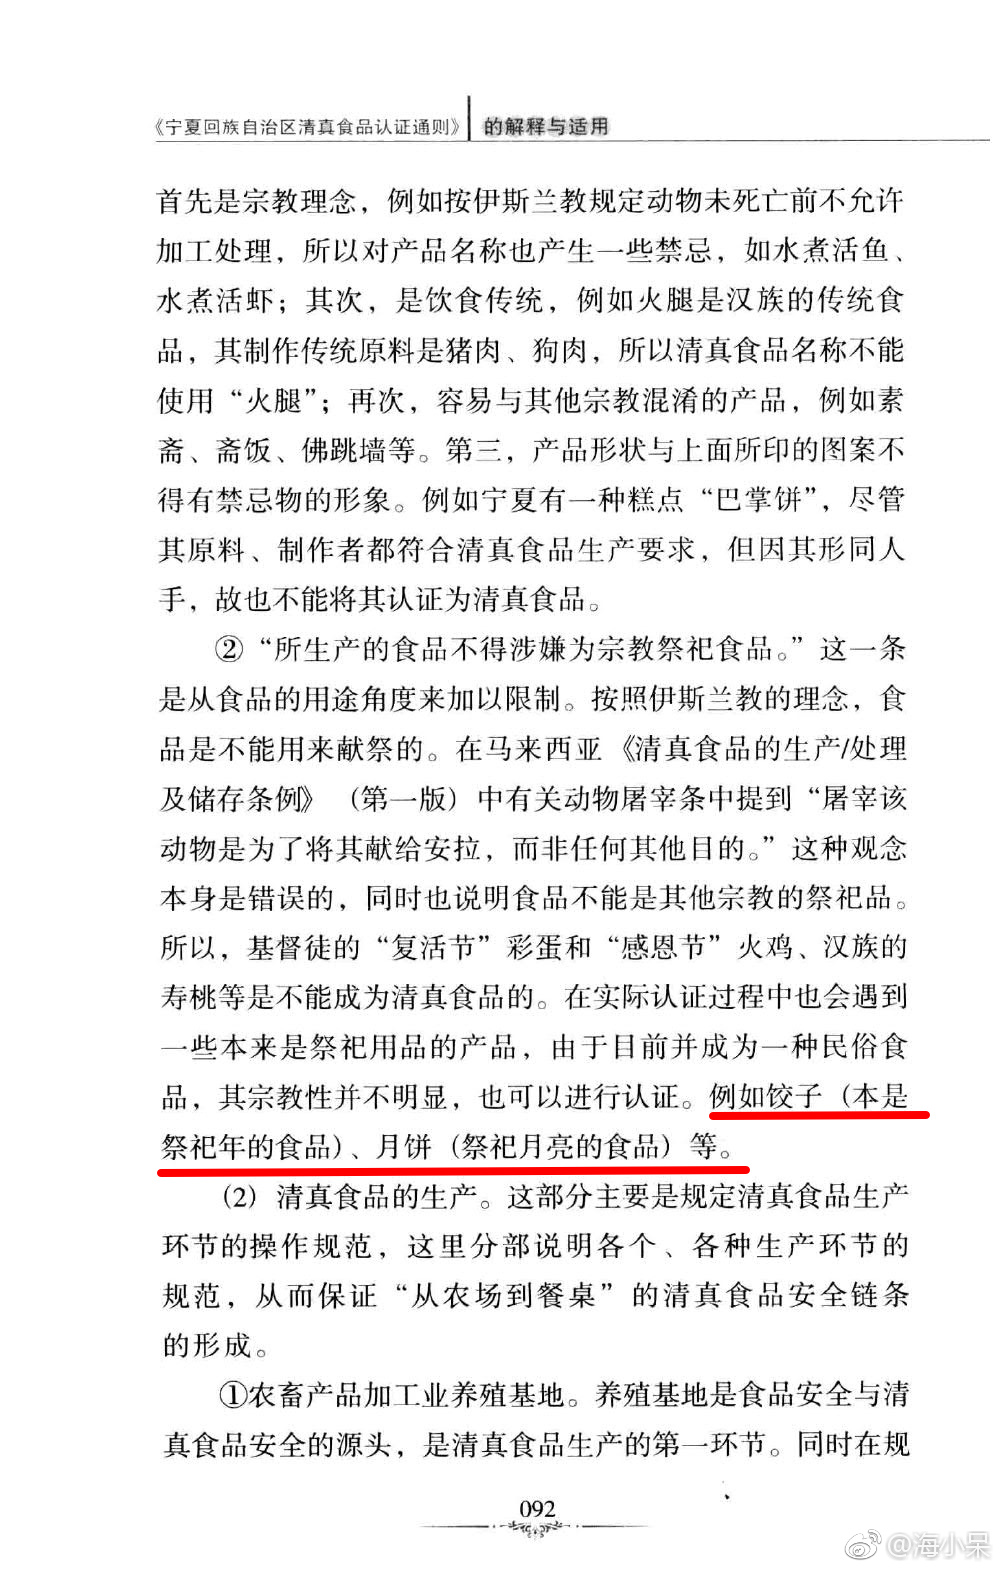 《宁夏回族自治区清真食品认证通则》 的解释与适用
首先是宗教理念，例如按伊斯兰教规定动物未死亡前不允许
加工处理，所以对产品名称也产生一些禁忌，如水煮活鱼、
水煮活虾；其次，是饮食传统，例如火腿是汉族的传统食
品，其制作传统原料是猪肉、狗肉，所以清真食品名称不能
使用“火腿”；再次，容易与其他宗教混淆的产品，例如素
斋、斋饭、佛跳墙等。第三，产品形状与上面所印的图案不
得有禁忌物的形象。例如宁夏有一种糕点“巴掌饼”，尽管
其原料、制作者都符合清真食品生产要求，但因其形同人
手，故也不能将其认证为清真食品。
②“所生产的食品不得涉嫌为宗教祭祀食品。”这一条
是从食品的用途角度来加以限制。按照伊斯兰教的理念，食
品是不能用来献祭的。在马来西亚《清真食品的生产/处理
及储存条例》（第一版）中有关动物屠宰条中提到“屠宰该
动物是为了将其献给安拉，而非任何其他目的。”这种观念
本身是错误的，同时也说明食品不能是其他宗教的祭祀品。
所以，基督徒的“复活节”彩蛋和“感恩节”火鸡、汉族的
寿桃等是不能成为清真食品的。在实际认证过程中也会遇到
一些本来是祭祀用品的产品，由于目前并成为一种民俗食
品，其宗教性并不明显，也可以进行认证。例如饺子（本是
祭祀年的食品）、月饼（祭祀月亮的食品）等。
（2）清真食品的生产。这部分主要是规定清真食品生产
环节的操作规范，这里分部说明各个、各种生产环节的
规范，从而保证“从农场到餐桌”的清真食品安全链条
的形成。
①农畜产品加工业养殖基地。养殖基地是食品安全与清
真食品安全的源头，是清真食品生产的第一环节。同时在规
092
@海小呆